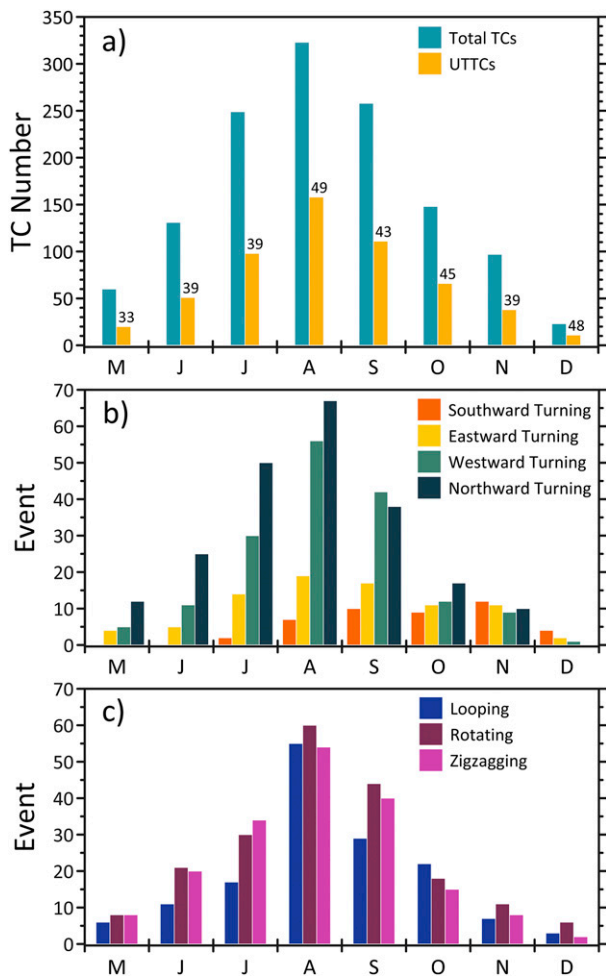 a)
Total TCs
UTTCs
TC Number
350
300
250
200
150
100
50
0
33
39
39
49
43
45
39
48
M J J A S O N D
b)
Southward Turning
Eastward Turning
Westward Turning
Northward Turning
Event
70
60
50
40
30
20
10
0
M J J A S O N D
c)
Looping
Rotating
Zigzagging
Event
70
60
50
40
30
20
10
0
M J J A S O N D